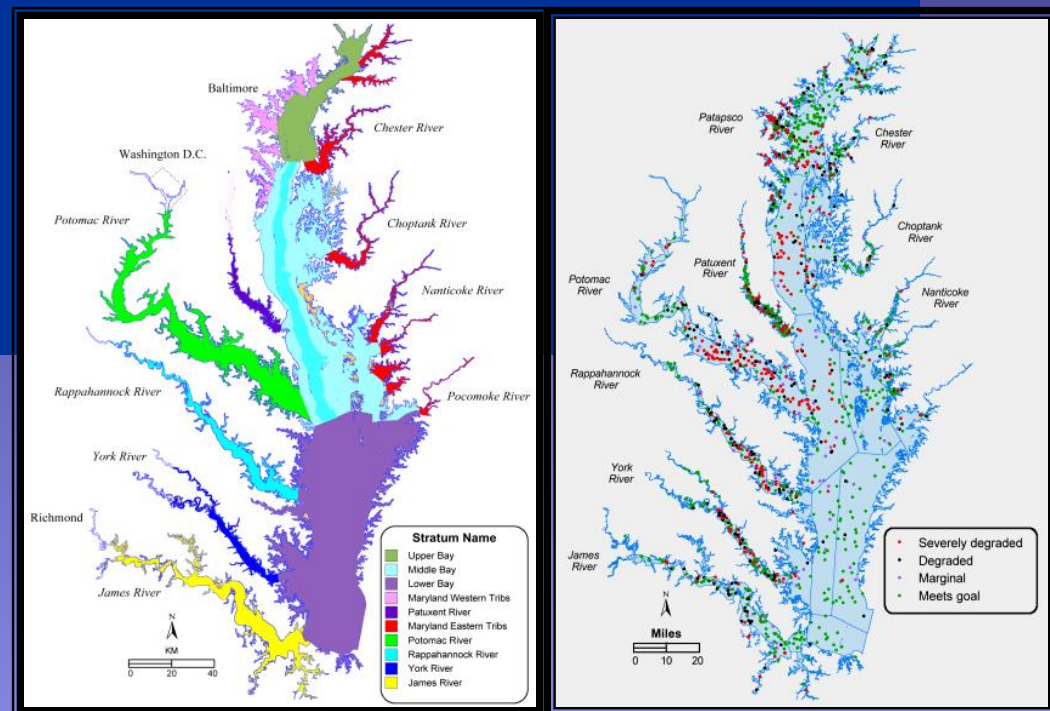 Baltimore
Chester River
Washington D.C.
Potomac River
Choptank River
Nanticoke River
Rappahannock River
Pocomoke River
York River
Richmond
James River
N
KM
0 20 40
Stratum Name
Upper Bay
Middle Bay
Lower Bay
Maryland Western Tribs
Patuxent River
Maryland Eastern Tribs
Potomac River
Rappahannock River
York River
James River
Patapsco
River
Chester
River
Choptank
River
Patuxent
River
Potomac
River
Nanticoke
River
Rappahannock
River
York
River
James
River
N
Miles
0 10 20
Severely degraded
Degraded
Marginal
Meets goal